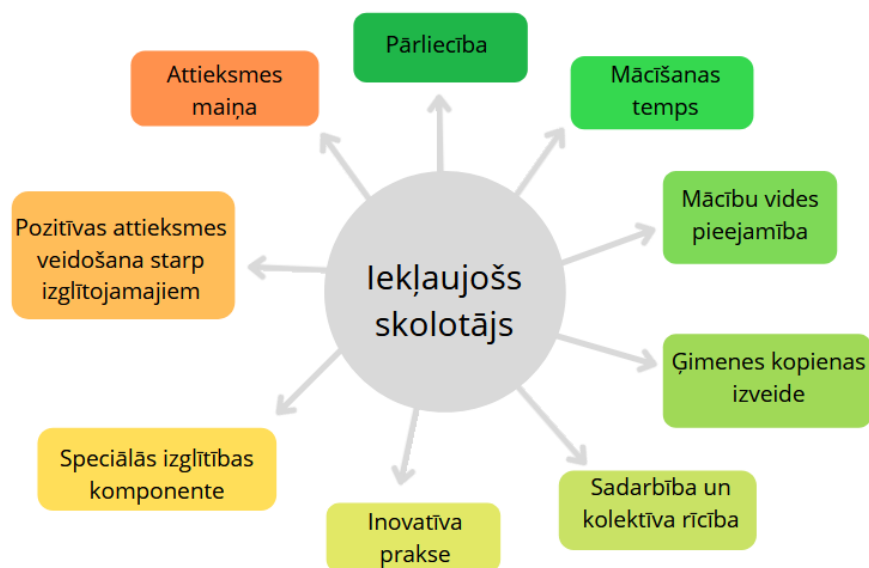 Pārliecība
Mācīšanas
temps
Mācību vides
pieejamība
Ģimenes kopienas
izveide
Sadarbība un
kolektīva rīcība
Inovatīva
prakse
Speciālās izglītības
komponente
Pozitīvas attieksmes
veidošana starp
izglītojamajiem
Attieksmes
maiņa
Iekļaujošs
skolotājs